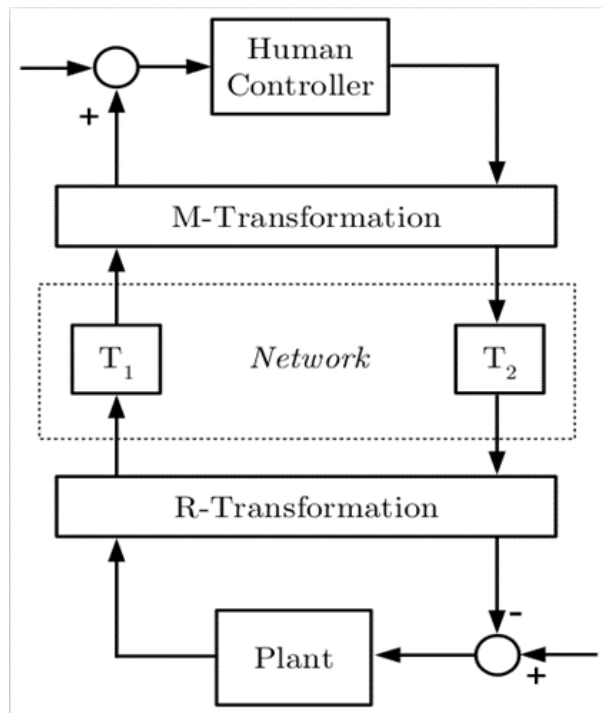 Human
Controller
+
M-Transformation
T₁
Network
T₂
R-Transformation
-
Plant
+